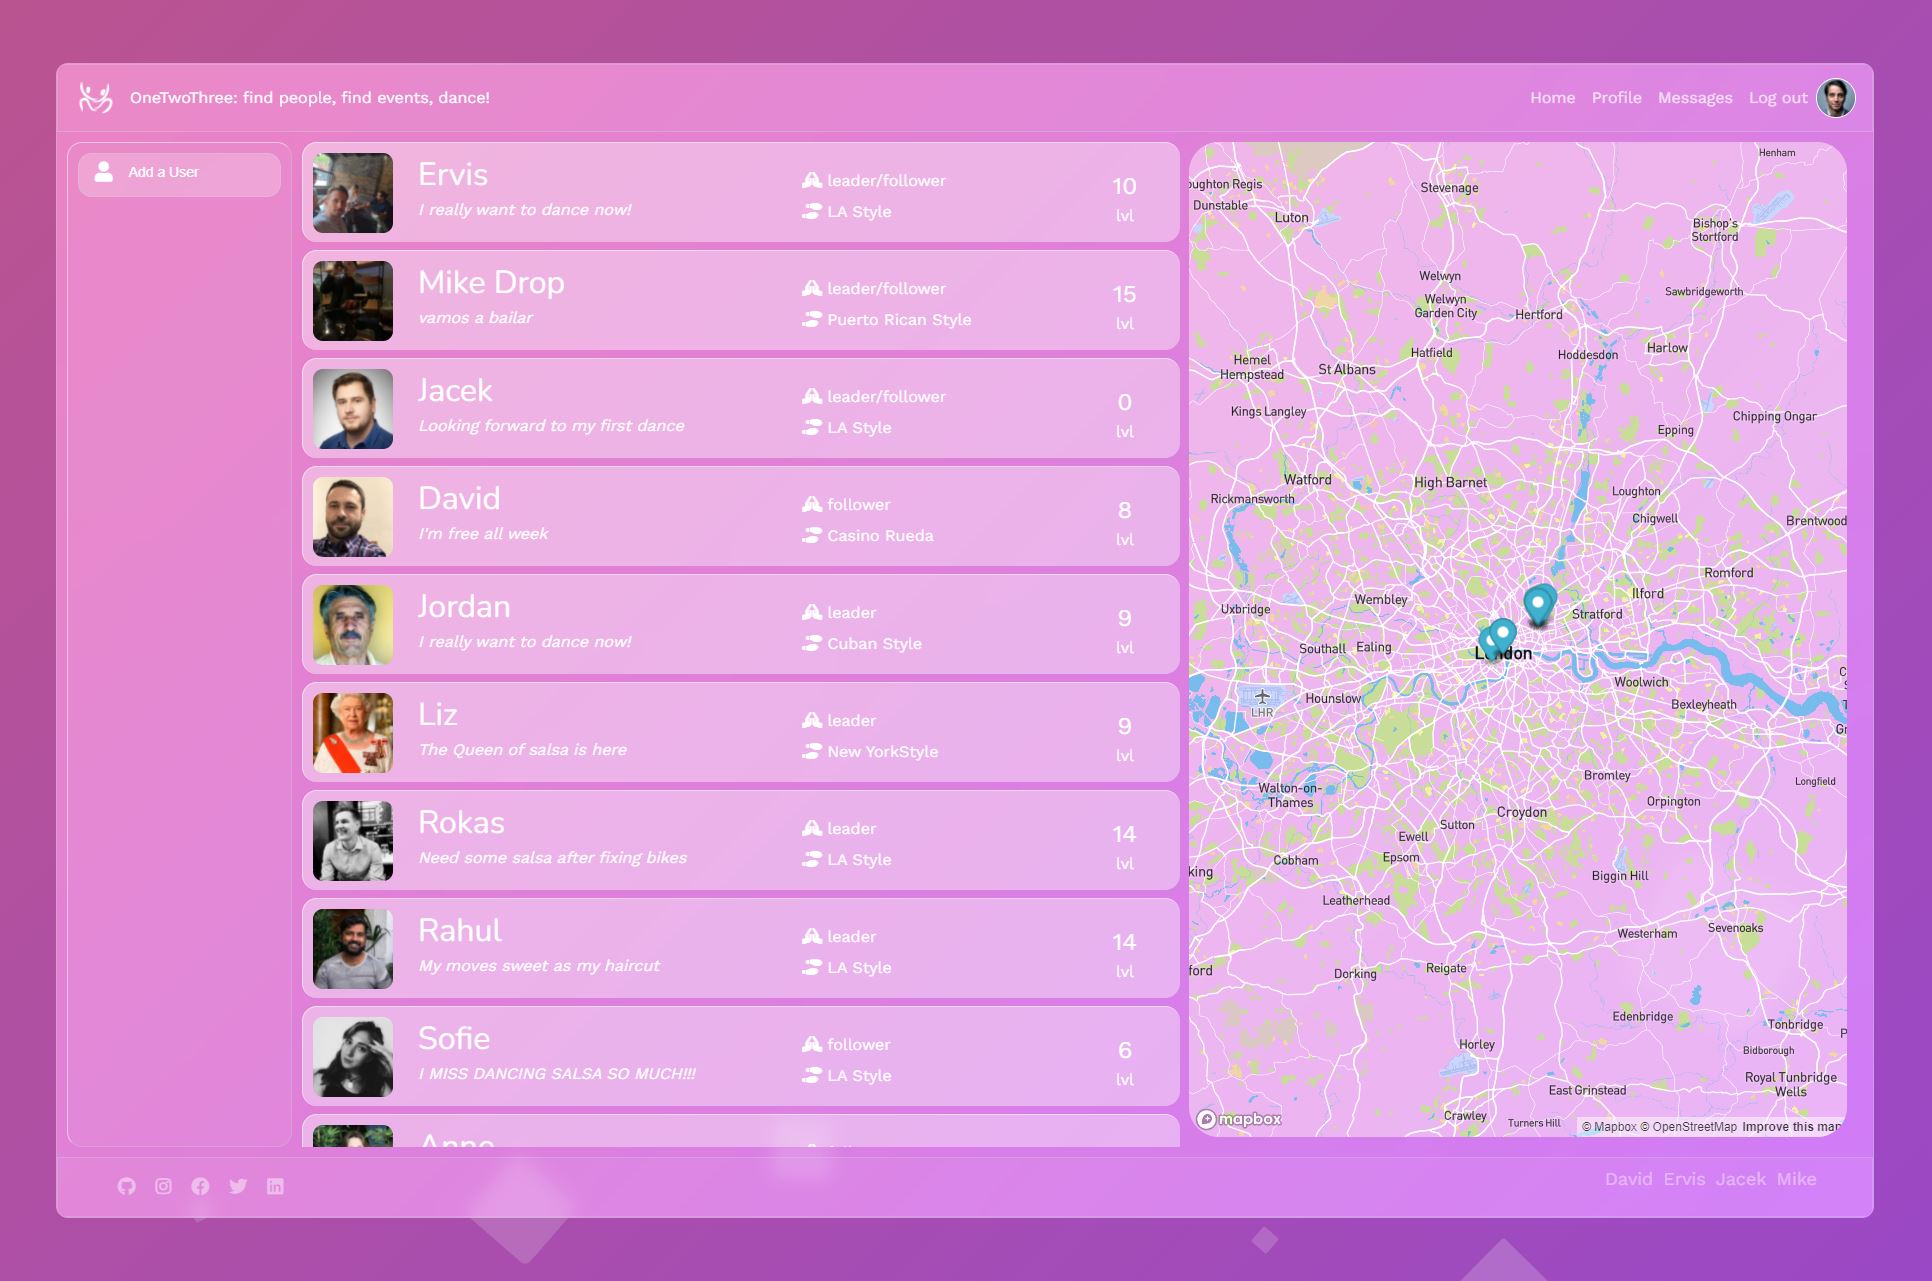 OneTwoThree: find people, find events, dance!
Home Profile Messages Log out
Add a User
Ervis
I really want to dance now!
leader/follower
LA Style
10
lvl
Mike Drop
vamos a bailar
leader/follower
Puerto Rican Style
15
lvl
Jacek
Looking forward to my first dance
leader/follower
LA Style
0
lvl
David
I'm free all week
follower
Casino Rueda
8
lvl
Jordan
I really want to dance now!
leader
Cuban Style
9
lvl
Liz
The Queen of salsa is here
leader
New YorkStyle
9
lvl
Rokas
Need some salsa after fixing bikes
leader
LA Style
14
lvl
Rahul
My moves sweet as my haircut
leader
LA Style
14
lvl
Sofie
I MISS DANCING SALSA SO MUCH!!!
follower
LA Style
6
lvl
Henham
oughton Regis
Stevenage
Dunstable
Luton
Bishop's
Stortford
Welwyn
Sawbridgeworth
Welwyn
Garden City
Hertford
Hatfield
Hoddesdon
Harlow
Hemel
Hempstead
St Albans
Kings Langley
Chipping Ongar
Epping
Watford
High Barnet
Rickmansworth
Loughton
Chigwell
Brentwood
Romford
Wembley
Ilford
Uxbridge
Stratford
Southall
Ealing
London
Woolwich
Hounslow
LHR
Bexleyheath
Bromley
Longfield
Walton-on-
Thames
Orpington
Croydon
Sutton
Ewell
Epsom
Cobham
king
Biggin Hill
Leatherhead
Sevenoaks
Westerham
ford
Dorking
Reigate
Edenbridge
Tonbridge
Horley
Bidborough
Royal Tunbridge
Wells
East Grinstead
Crawley
Turners Hill
mapbox
© Mapbox © OpenStreetMap Improve this map
David Ervis Jacek Mike